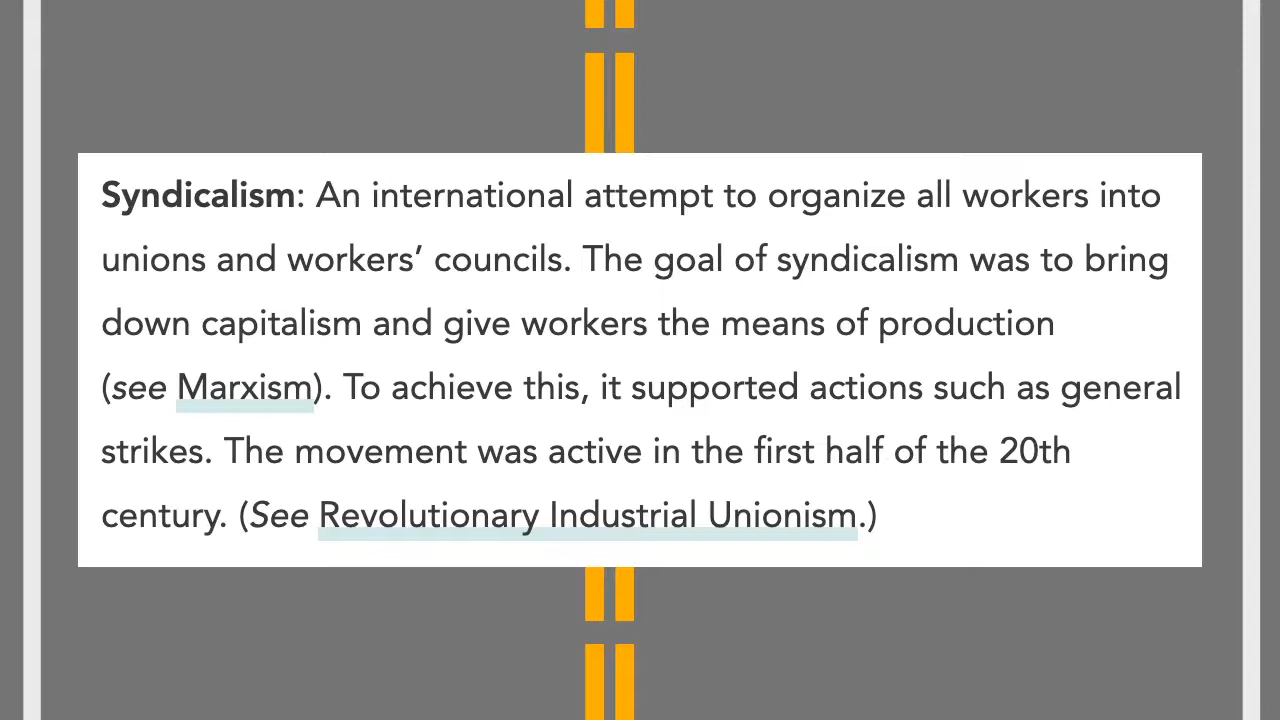 Syndicalism: An international attempt to organize all workers into
unions and workers’ councils. The goal of syndicalism was to bring
down capitalism and give workers the means of production
(see Marxism). To achieve this, it supported actions such as general
strikes. The movement was active in the first half of the 20th
century. (See Revolutionary Industrial Unionism.)